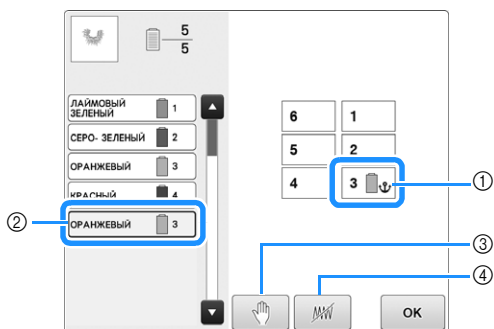 5
5
ЛАЙМОВЫЙ
ЗЕЛЕНЫЙ 1
СЕРО- ЗЕЛЕНЫЙ 2
ОРАНЖЕВЫЙ 3
КРАСНЫЙ 4
ОРАНЖЕВЫЙ 3
6 1
5 2
4 3
①
②
③
④
OK